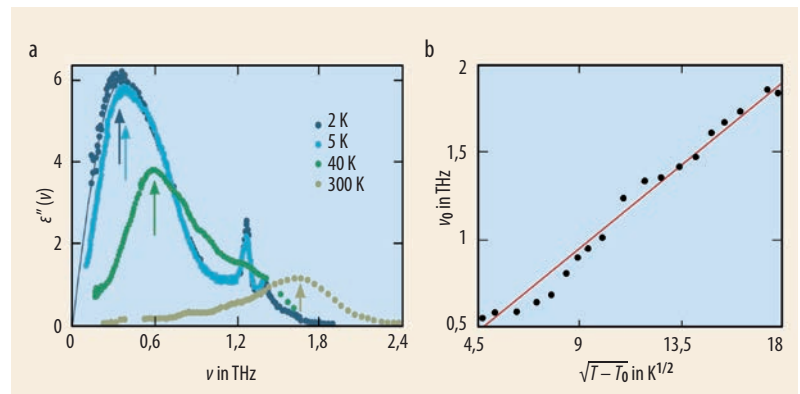 a
6
4
2
0
ε″ (ν)
2 K
5 K
40 K
300 K
0
0,6
1,2
1,8
2,4
ν in THz
b
2
1,5
1
0,5
ν₀ in THz
4,5
9
13,5
18
√T – T₀ in K¹/²